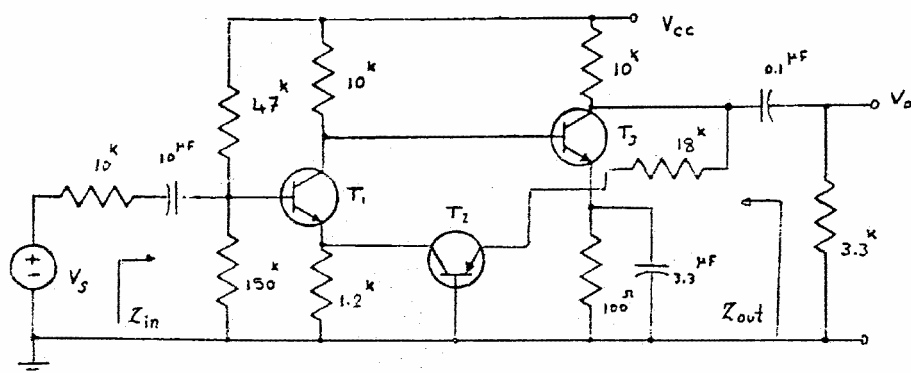 Vcc
10k
10k
0.1μF
Vo
47k
T3
18k
10k
10μF
T1
T2
3.3k
VS
Zin
150k
1.2k
100Ω
3.3μF
Zout